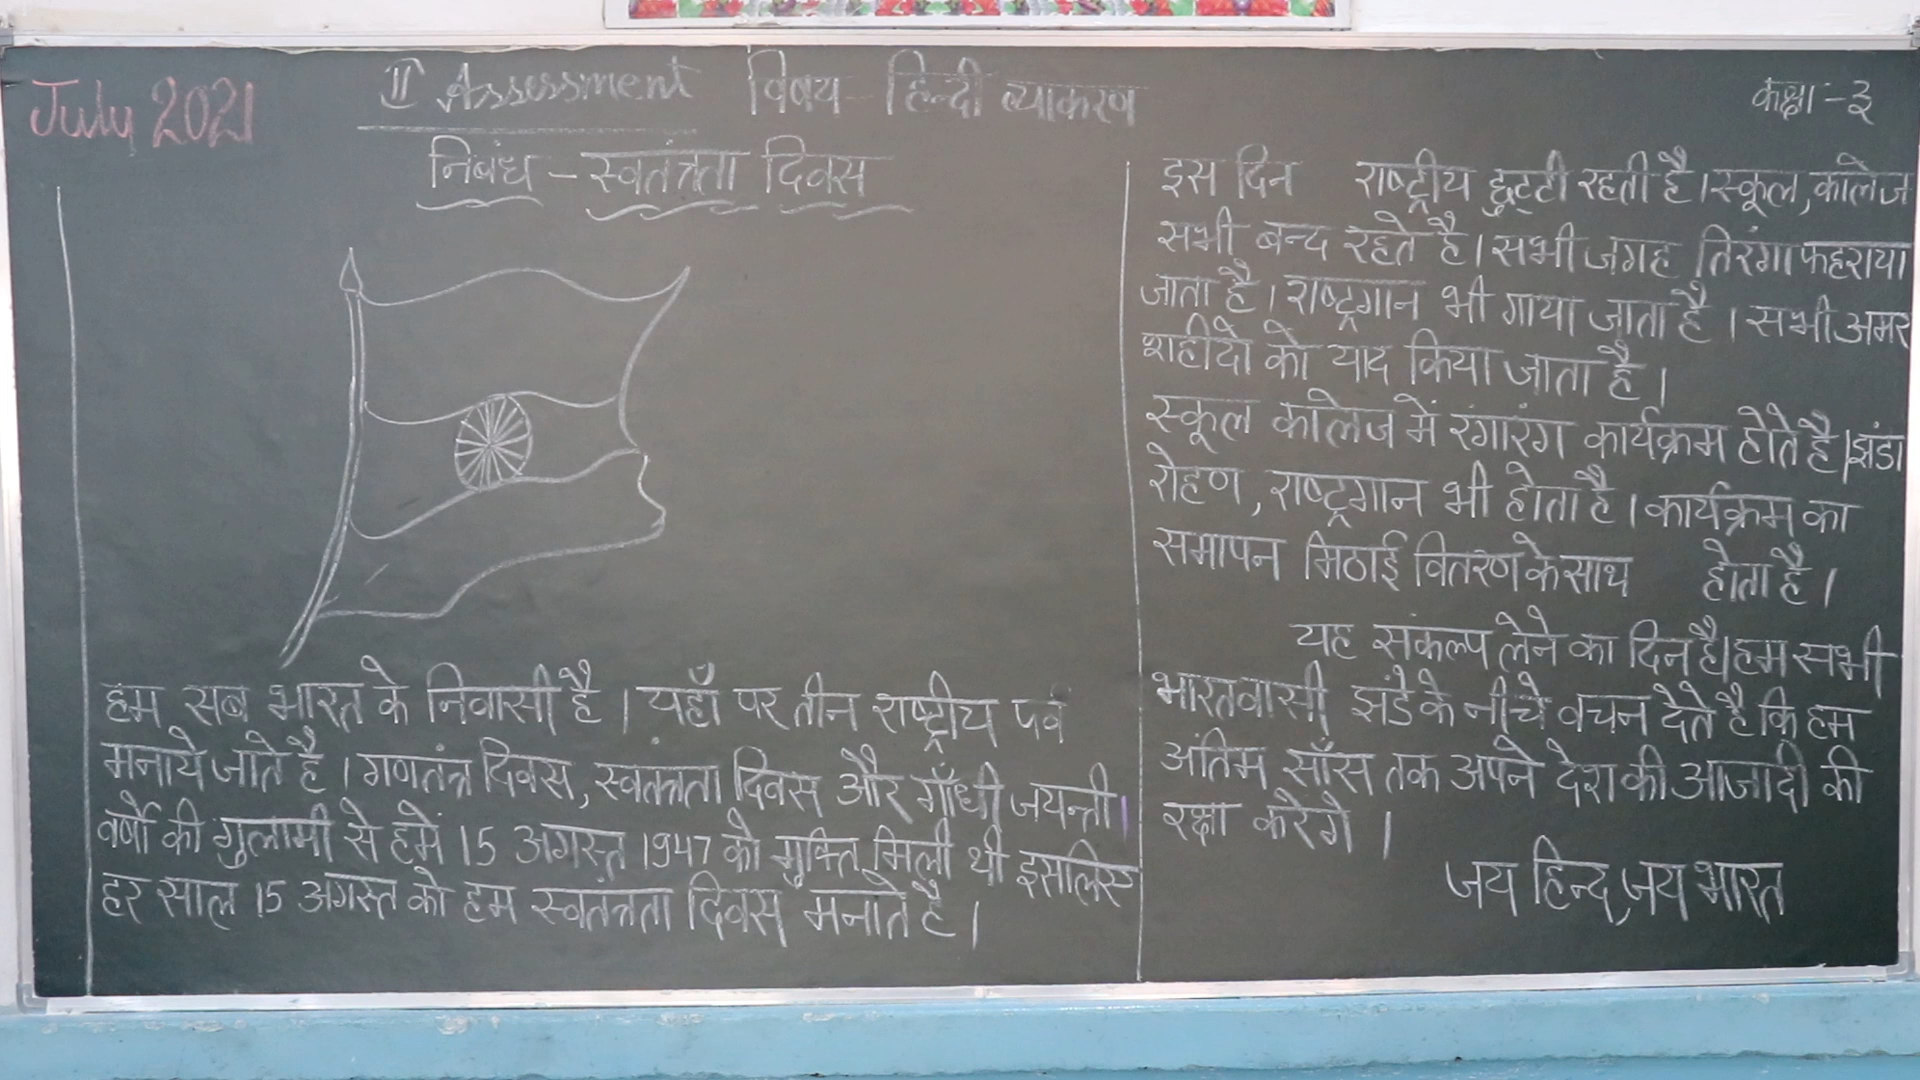 July 2021
II Assessment विषय - हिन्दी व्याकरण
कक्षा - ३
निबंध - स्वतंत्रता दिवस
हम सब भारत के निवासी है । यहाँ पर तीन राष्ट्रीय पर्व
मनाये जाते है । गणतंत्र दिवस, स्वतंत्रता दिवस और गाँधी जयन्ती ।
वर्षो की गुलामी से हमें 15 अगस्त 1947 को मुक्ति मिली थी इसलिए
हर साल 15 अगस्त को हम स्वतंत्रता दिवस मनाते है ।
इस दिन राष्ट्रीय छुट्टी रहती है । स्कूल, कालेज
सभी बन्द रहते है । सभी जगह तिरंगा फहराया
जाता है । राष्ट्रगान भी गाया जाता है । सभी अमर
शहीदो को याद किया जाता है ।
स्कूल कालेज में रंगारंग कार्यक्रम होते है । झंडा
रोहण, राष्ट्रगान भी होता है । कार्यक्रम का
समापन मिठाई वितरण के साथ होता है ।
यह संकल्प लेने का दिन है । हम सभी
भारतवासी झंडे के नीचे वचन देते है कि हम
अंतिम साँस तक अपने देश की आजादी की
रक्षा करेगे ।
जय हिन्द, जय भारत